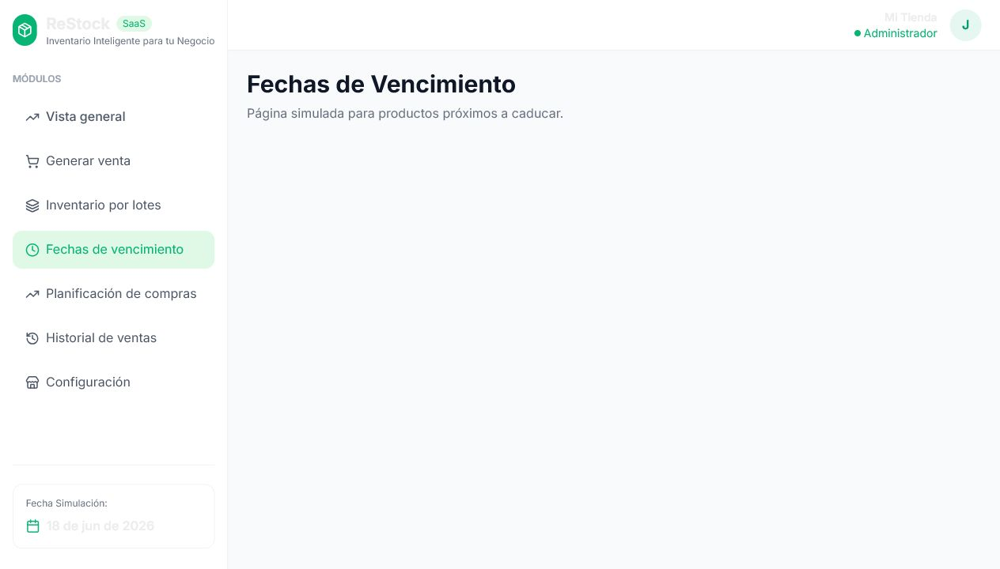 ReStock SaaS
Inventario Inteligente para tu Negocio
MÓDULOS
Vista general
Generar venta
Inventario por lotes
Fechas de vencimiento
Planificación de compras
Historial de ventas
Configuración
Fecha Simulación:
18 de jun de 2026
Mi Tienda
Administrador
J
Fechas de Vencimiento
Página simulada para productos próximos a caducar.